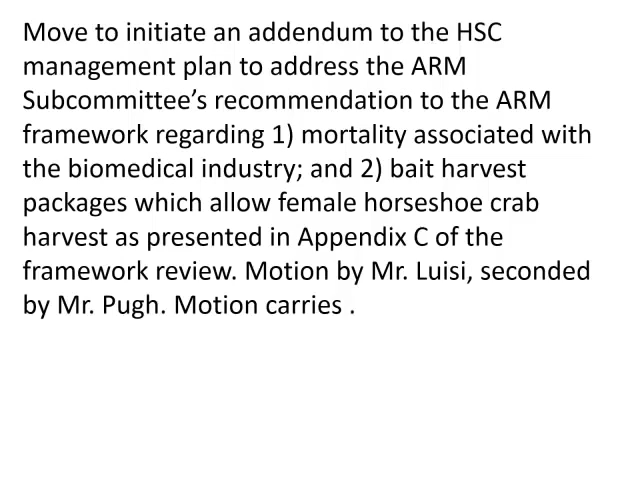 Move to initiate an addendum to the HSC
management plan to address the ARM
Subcommittee’s recommendation to the ARM
framework regarding 1) mortality associated with
the biomedical industry; and 2) bait harvest
packages which allow female horseshoe crab
harvest as presented in Appendix C of the
framework review. Motion by Mr. Luisi, seconded
by Mr. Pugh. Motion carries .